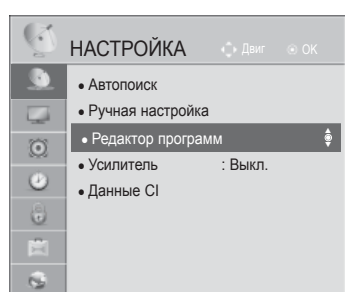 НАСТРОЙКА Двиг OK
• Автопоиск
• Ручная настройка
• Редактор программ
• Усилитель : Выкл.
• Данные CI